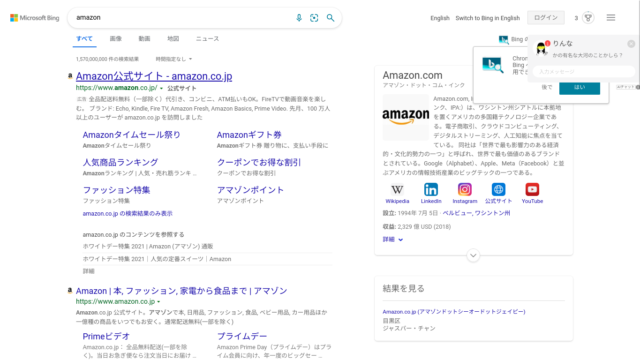 Microsoft Bing
amazon
English
Switch to Bing in English
ログイン
3
すべて
画像
動画
地図
ニュース
1,570,000,000 件の検索結果
時間指定なし
Amazon公式サイト - amazon.co.jp
https://www.amazon.co.jp 公式サイト
広告 全品配送料無料（一部除く）代引き、コンビニ、ATM払いもOK。FireTVで動画音楽を楽しむ。
ブランド: Echo, Kindle, Fire TV, Amazon Fresh, Amazon Basics, Prime Video. 先月、100 万人
以上のユーザーが amazon.co.jp を訪問しました
Amazonタイムセール祭り
Amazonタイムセール祭り
Amazonギフト券
Amazonギフト券 贈り物に、支払い手段に
人気商品ランキング
Amazonランキング | 人気・売れ筋ランキ ...
クーポンでお得な割引
クーポンでお得な割引
ファッション特集
ファッション特集
アマゾンポイント
アマゾンポイント
amazon.co.jp の検索結果のみ表示
amazon.co.jp のコンテンツを参照する
ホワイトデー特集 2021 | Amazon (アマゾン) 通販
ホワイトデー特集 2021｜人気の定番スイーツ｜Amazon
詳細
Amazon | 本, ファッション, 家電から食品まで | アマゾン
https://www.amazon.co.jp
Amazon.co.jp 公式サイト。アマゾンで本, 日用品, ファッション, 食品, ベビー用品, カー用品ほか
一億種の商品をいつでもお安く。通常配送無料(一部を除く)
Primeビデオ
Amazon.co.jp： 全品無料配送(一部を除
く)。当日お急ぎ便なら注文当日にお届け ...
プライムデー
Amazon Prime Day（プライムデー）はプラ
イム会員に向け、年一度のビッグセー ...
Amazon.com
アマゾン・ドット・コム・インク
amazon
Amazon.com, I
ク、IPA）は、ワシントン州シアトルに本拠地
を置くアメリカの多国籍テクノロジー企業であ
る。電子商取引、クラウドコンピューティング、
デジタルストリーミング、人工知能に焦点を当て
ている。同社は「世界で最も影響力のある経済
的・文化的勢力の一つ」と呼ばれ、世界で最も価値のあるブランド
とされている。Google（Alphabet）、Apple、Meta（Facebook）と並
ぶアメリカの情報技術産業のビッグテックの一つである。
Wikipedia
LinkedIn
Instagram
公式サイト
YouTube
設立: 1994年 7月 5日 · ベルビュー, ワシントン州
収益: 2,329 億 USD (2018)
詳細
結果を見る
Amazon.co.jp (アマゾンドットシーオードットジェイピー)
目黒区
ジャスパー・チャン
Bing の
Chrom
Bing
用でき
後で
はい
りんな
かの有名な大河のことかしら？